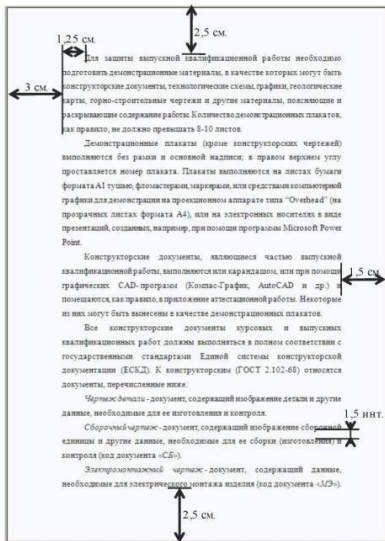 2,5 см.
1,25 см.
3 см.
Для защиты выпускной квалификационной работы необходимо
подготовить демонстрационные материалы, в качестве которых могут быть
конструкторские документы, технологические схемы, графики, геологические
карты, горно-строительные чертежи и другие материалы, поясняющие и
раскрывающие содержание работы. Количество демонстрационных плакатов,
как правило, не должно превышать 8-10 листов.
Демонстрационные плакаты (кроме конструкторских чертежей)
выполняются без рамки и основной надписи; в правом верхнем углу
проставляется номер плаката. Плакаты выполняются на листах бумаги
формата А1 тушью, фломастерами, маркерами, или средствами компьютерной
графики для демонстрации на проекционном аппарате типа "Overhead" (на
прозрачных листах формата А4), или на электронных носителях в виде
презентаций, созданных, например, при помощи программы Microsoft Power
Point.
Конструкторские документы, являющиеся частью выпускной
квалификационной работы, выполняются или карандашом, или при помощи
графических CAD-программ (Компас-График, AutoCAD и др.) и
помещаются, как правило, в приложение аттестационной работы. Некоторые
из них могут быть вынесены в качестве демонстрационных плакатов.
1,5 см.
Все конструкторские документы курсовых и выпускных
квалификационных работ должны выполняться в полном соответствии с
государственными стандартами Единой системы конструкторской
документации (ЕСКД). К конструкторским (ГОСТ 2.102-68) относятся
документы, перечисленные ниже.
Чертеж детали - документ, содержащий изображение детали и другие
данные, необходимые для ее изготовления и контроля.
1,5 инт.
Сборочный чертеж - документ, содержащий изображение сборочной
единицы и другие данные, необходимые для ее сборки (изготовления) и
контроля (код документа «СБ»).
Электромонтажный чертеж - документ, содержащий данные,
необходимые для электрического монтажа изделия (код документа «МЭ»).
2,5 см.